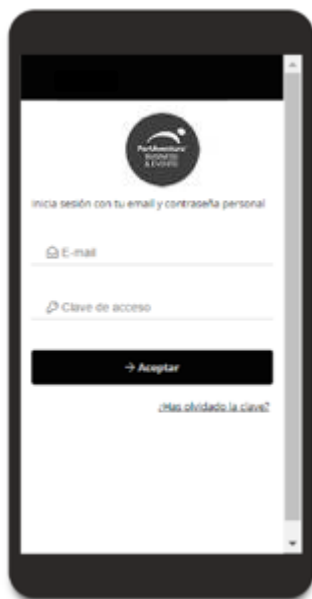 PortAventura
BUSINESS
& EVENTS
Inicia sesión con tu email y contraseña personal
E-mail
Clave de acceso
Aceptar
¿Has olvidado la clave?